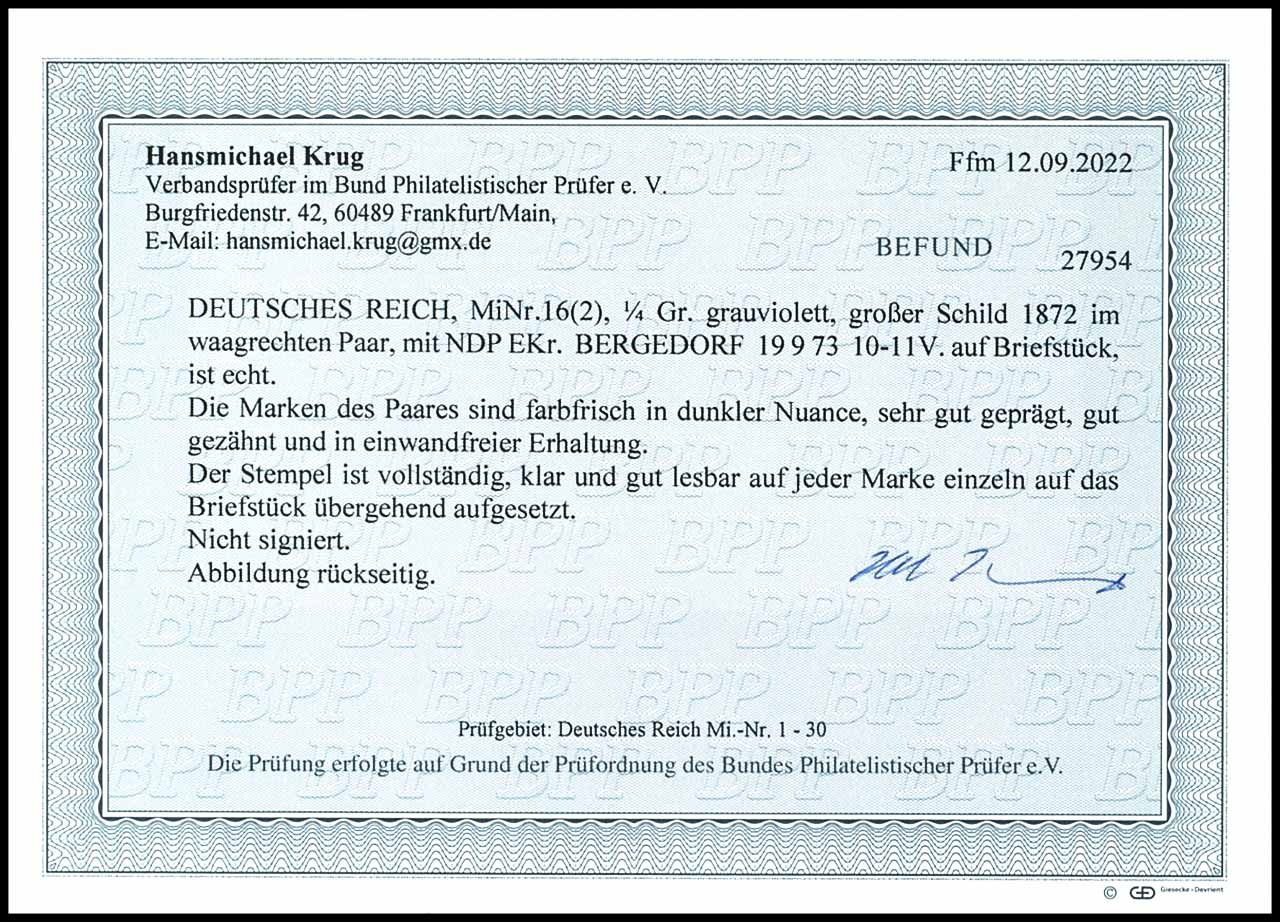 Hansmichael Krug
Ffm 12.09.2022
Verbandsprüfer im Bund Philatelistischer Prüfer e. V.
Burgfriedenstr. 42, 60489 Frankfurt/Main,
E-Mail: hansmichael.krug@gmx.de
BEFUND 27954
DEUTSCHES REICH, MiNr.16(2), ¼ Gr. grauviolett, großer Schild 1872 im
waagrechten Paar, mit NDP EKr. BERGEDORF 19 9 73 10-11V. auf Briefstück,
ist echt.
Die Marken des Paares sind farbfrisch in dunkler Nuance, sehr gut geprägt, gut
gezähnt und in einwandfreier Erhaltung.
Der Stempel ist vollständig, klar und gut lesbar auf jeder Marke einzeln auf das
Briefstück übergehend aufgesetzt.
Nicht signiert.
Abbildung rückseitig.
Prüfgebiet: Deutsches Reich Mi.-Nr. 1 - 30
Die Prüfung erfolgte auf Grund der Prüfordnung des Bundes Philatelistischer Prüfer e.V.
© GD Giesecke & Devrient
BPP